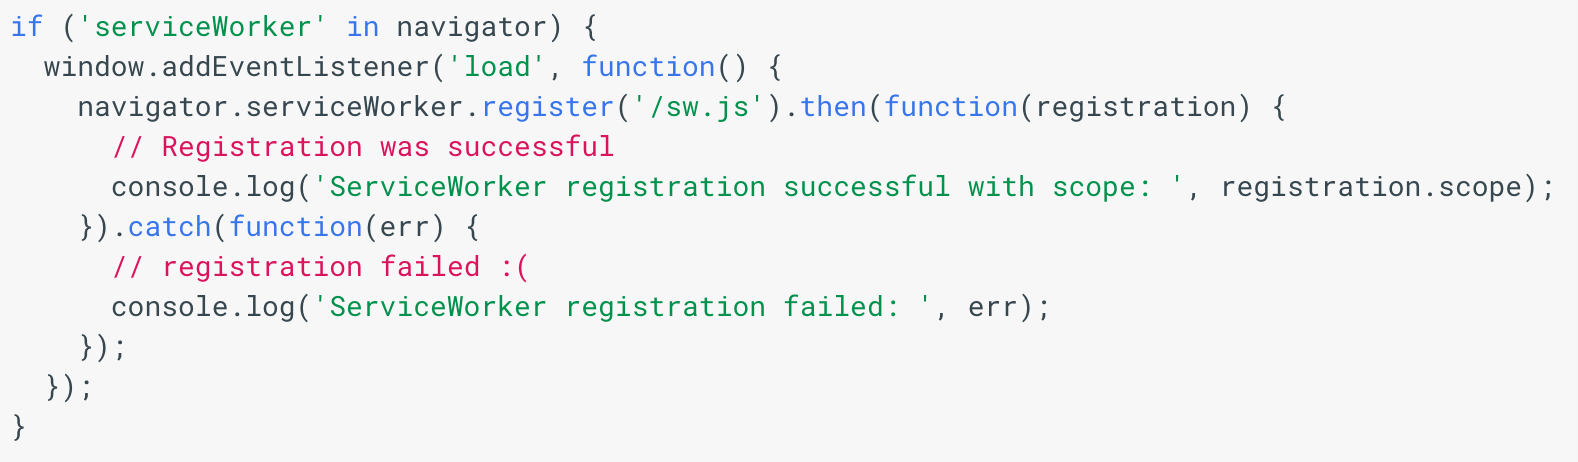 if ('serviceWorker' in navigator) {
  window.addEventListener('load', function() {
    navigator.serviceWorker.register('/sw.js').then(function(registration) {
      // Registration was successful
      console.log('ServiceWorker registration successful with scope: ', registration.scope);
    }).catch(function(err) {
      // registration failed :(
      console.log('ServiceWorker registration failed: ', err);
    });
  });
}